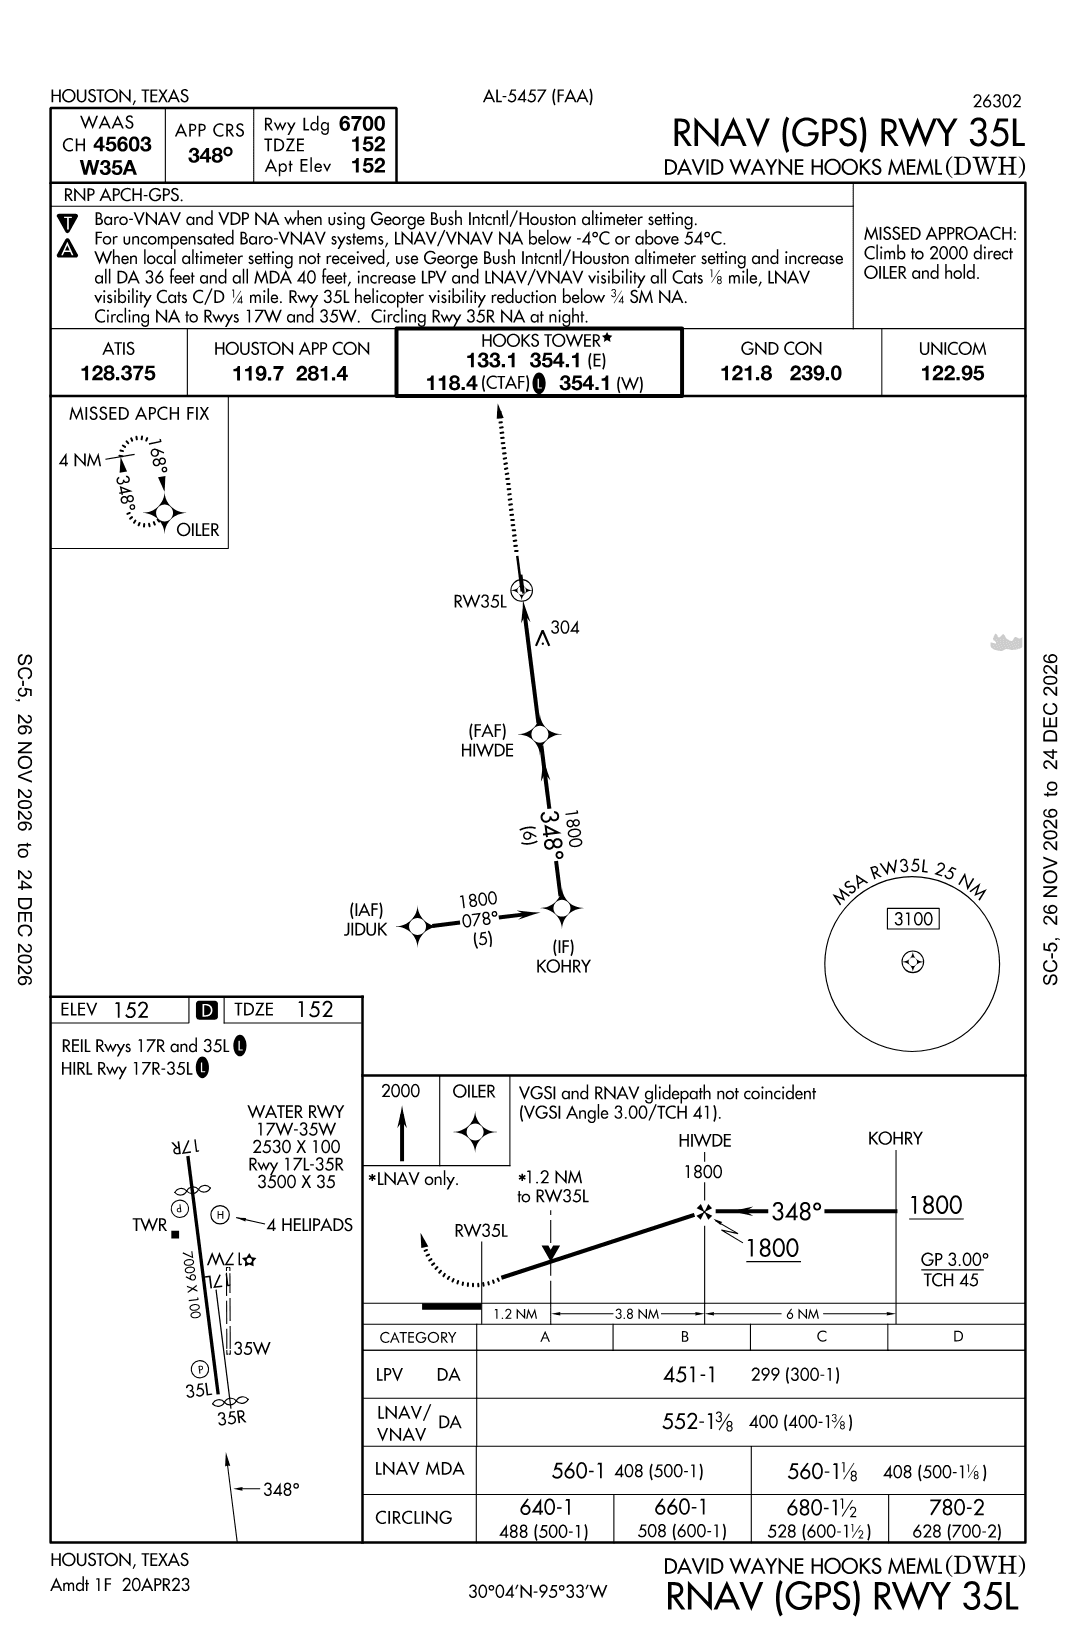 HOUSTON, TEXAS
AL-5457 (FAA)
26302
WAAS
CH 45603
W35A
APP CRS
348°
Rwy Ldg 6700
TDZE 152
Apt Elev 152
RNAV (GPS) RWY 35L
DAVID WAYNE HOOKS MEML (DWH)
RNP APCH-GPS.
T
A
Baro-VNAV and VDP NA when using George Bush Intcntl/Houston altimeter setting.
For uncompensated Baro-VNAV systems, LNAV/VNAV NA below -4°C or above 54°C.
When local altimeter setting not received, use George Bush Intcntl/Houston altimeter setting and increase
all DA 36 feet and all MDA 40 feet, increase LPV and LNAV/VNAV visibility all Cats ⅛ mile, LNAV
visibility Cats C/D ¼ mile. Rwy 35L helicopter visibility reduction below ¾ SM NA.
Circling NA to Rwys 17W and 35W. Circling Rwy 35R NA at night.
MISSED APPROACH:
Climb to 2000 direct
OILER and hold.
ATIS
128.375
HOUSTON APP CON
119.7 281.4
HOOKS TOWER★
133.1 354.1 (E)
118.4 (CTAF) L 354.1 (W)
GND CON
121.8 239.0
UNICOM
122.95
MISSED APCH FIX
4 NM
168°
348°
OILER
RW35L
304
(FAF)
HIWDE
1800
348°
(6)
(IAF)
JIDUK
1800
078°
(5)
(IF)
KOHRY
MSA RW35L 25 NM
3100
SC-5, 26 NOV 2026 to 24 DEC 2026
SC-5, 26 NOV 2026 to 24 DEC 2026
ELEV 152
D
TDZE 152
REIL Rwys 17R and 35L L
HIRL Rwy 17R-35L L
WATER RWY
17W-35W
2530 X 100
Rwy 17L-35R
3500 X 35
17R
P
H
4 HELIPADS
TWR
17W
17L
7009 X 100
35W
P
35L
35R
348°
2000
OILER
VGSI and RNAV glidepath not coincident
(VGSI Angle 3.00/TCH 41).
*LNAV only.
*1.2 NM
to RW35L
RW35L
HIWDE
1800
KOHRY
348°
1800
1800
GP 3.00°
TCH 45
1.2 NM
3.8 NM
6 NM
CATEGORY A B C D
LPV DA 451-1 299 (300-1)
LNAV/
VNAV DA 552-1⅜ 400 (400-1⅜)
LNAV MDA 560-1 408 (500-1) 560-1⅛ 408 (500-1⅛)
CIRCLING
640-1 660-1 680-1½ 780-2
488 (500-1) 508 (600-1) 528 (600-1½) 628 (700-2)
HOUSTON, TEXAS
Amdt 1F 20APR23
30°04'N-95°33'W
DAVID WAYNE HOOKS MEML (DWH)
RNAV (GPS) RWY 35L